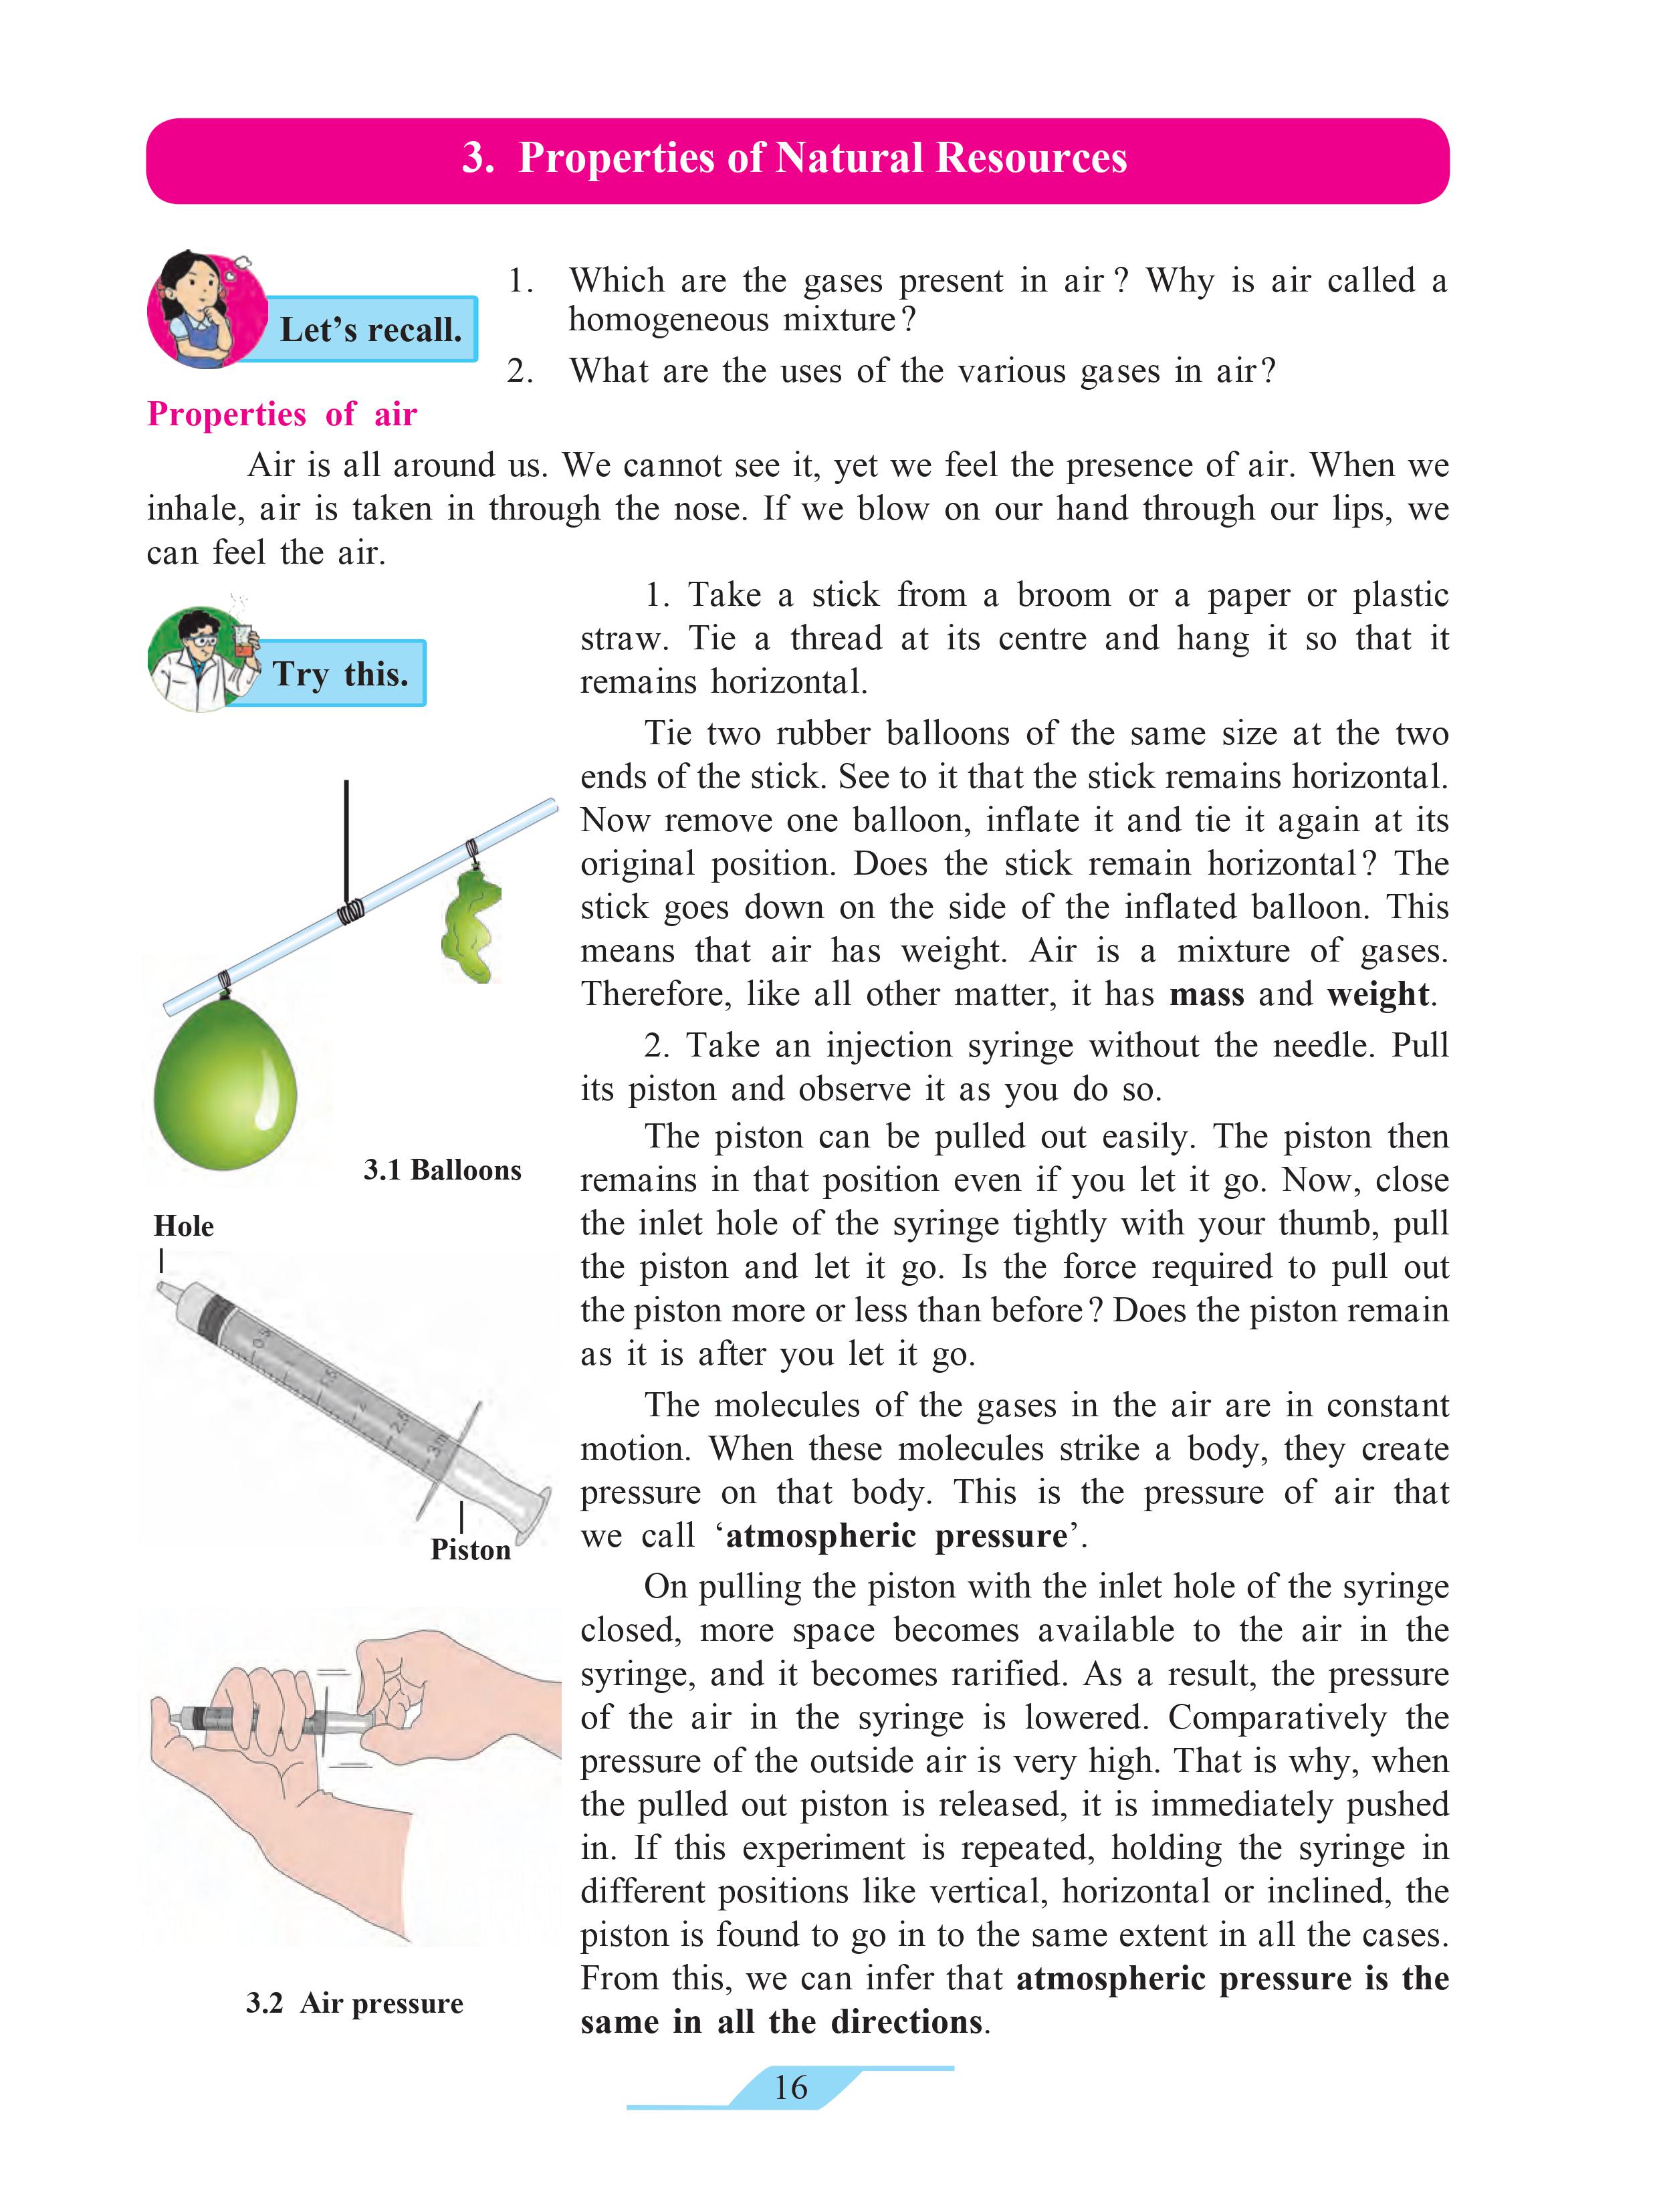 3. Properties of Natural Resources
Let’s recall.
1. Which are the gases present in air ? Why is air called a
homogeneous mixture?
2. What are the uses of the various gases in air?
Properties of air
Air is all around us. We cannot see it, yet we feel the presence of air. When we
inhale, air is taken in through the nose. If we blow on our hand through our lips, we
can feel the air.
Try this.
1. Take a stick from a broom or a paper or plastic
straw. Tie a thread at its centre and hang it so that it
remains horizontal.
Tie two rubber balloons of the same size at the two
ends of the stick. See to it that the stick remains horizontal.
Now remove one balloon, inflate it and tie it again at its
original position. Does the stick remain horizontal? The
stick goes down on the side of the inflated balloon. This
means that air has weight. Air is a mixture of gases.
Therefore, like all other matter, it has mass and weight.
3.1 Balloons
2. Take an injection syringe without the needle. Pull
its piston and observe it as you do so.
The piston can be pulled out easily. The piston then
remains in that position even if you let it go. Now, close
the inlet hole of the syringe tightly with your thumb, pull
the piston and let it go. Is the force required to pull out
the piston more or less than before? Does the piston remain
as it is after you let it go.
Hole
0.5
1
1.5
2
2.5
3m
Piston
The molecules of the gases in the air are in constant
motion. When these molecules strike a body, they create
pressure on that body. This is the pressure of air that
we call ‘atmospheric pressure’.
On pulling the piston with the inlet hole of the syringe
closed, more space becomes available to the air in the
syringe, and it becomes rarified. As a result, the pressure
of the air in the syringe is lowered. Comparatively the
pressure of the outside air is very high. That is why, when
the pulled out piston is released, it is immediately pushed
in. If this experiment is repeated, holding the syringe in
different positions like vertical, horizontal or inclined, the
piston is found to go in to the same extent in all the cases.
From this, we can infer that atmospheric pressure is the
same in all the directions.
3.2 Air pressure
16